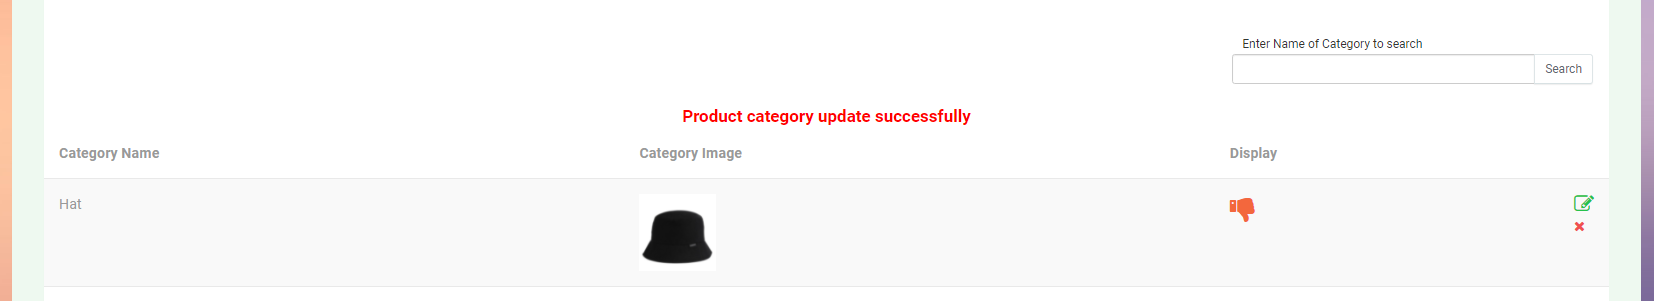 Enter Name of Category to search
Search
Product category update successfully
Category Name Category Image Display
Hat